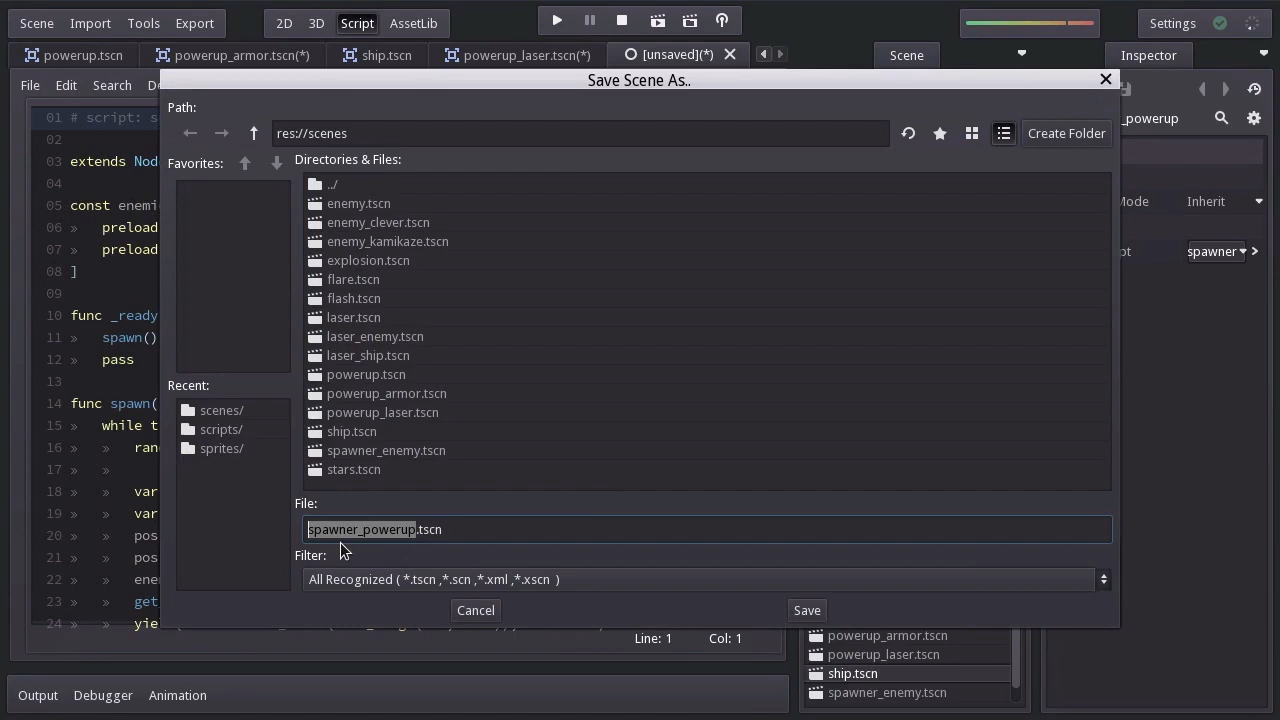 Scene Import Tools Export 2D 3D Script AssetLib Settings
powerup.tscn powerup_armor.tscn(*) ship.tscn powerup_laser.tscn(*) [unsaved](*) Scene Inspector
File Edit Search De
Save Scene As..
Path:
res://scenes Create Folder
Favorites: Directories & Files:
../
enemy.tscn
enemy_clever.tscn
enemy_kamikaze.tscn
explosion.tscn
flare.tscn
flash.tscn
laser.tscn
laser_enemy.tscn
laser_ship.tscn
powerup.tscn
powerup_armor.tscn
powerup_laser.tscn
ship.tscn
spawner_enemy.tscn
stars.tscn
Recent:
scenes/
scripts/
sprites/
File:
spawner_powerup.tscn
Filter:
All Recognized ( *.tscn ,*.scn ,*.xml ,*.xscn )
Cancel Save
01 # script: s
02
03 extends Nod
04
05 const enemi
06 » preload
07 » preload
08 ]
09
10 func _ready
11 » spawn()
12 » pass
13
14 func spawn(
15 » while t
16 » » ran
17 » »
18 » » var
19 » » var
20 » » pos
21 » » pos
22 » » ene
23 » » get_
24 » » yie
Line: 1 Col: 1
_powerup
Mode Inherit
pt spawner >
powerup_armor.tscn
powerup_laser.tscn
ship.tscn
spawner_enemy.tscn
Output Debugger Animation